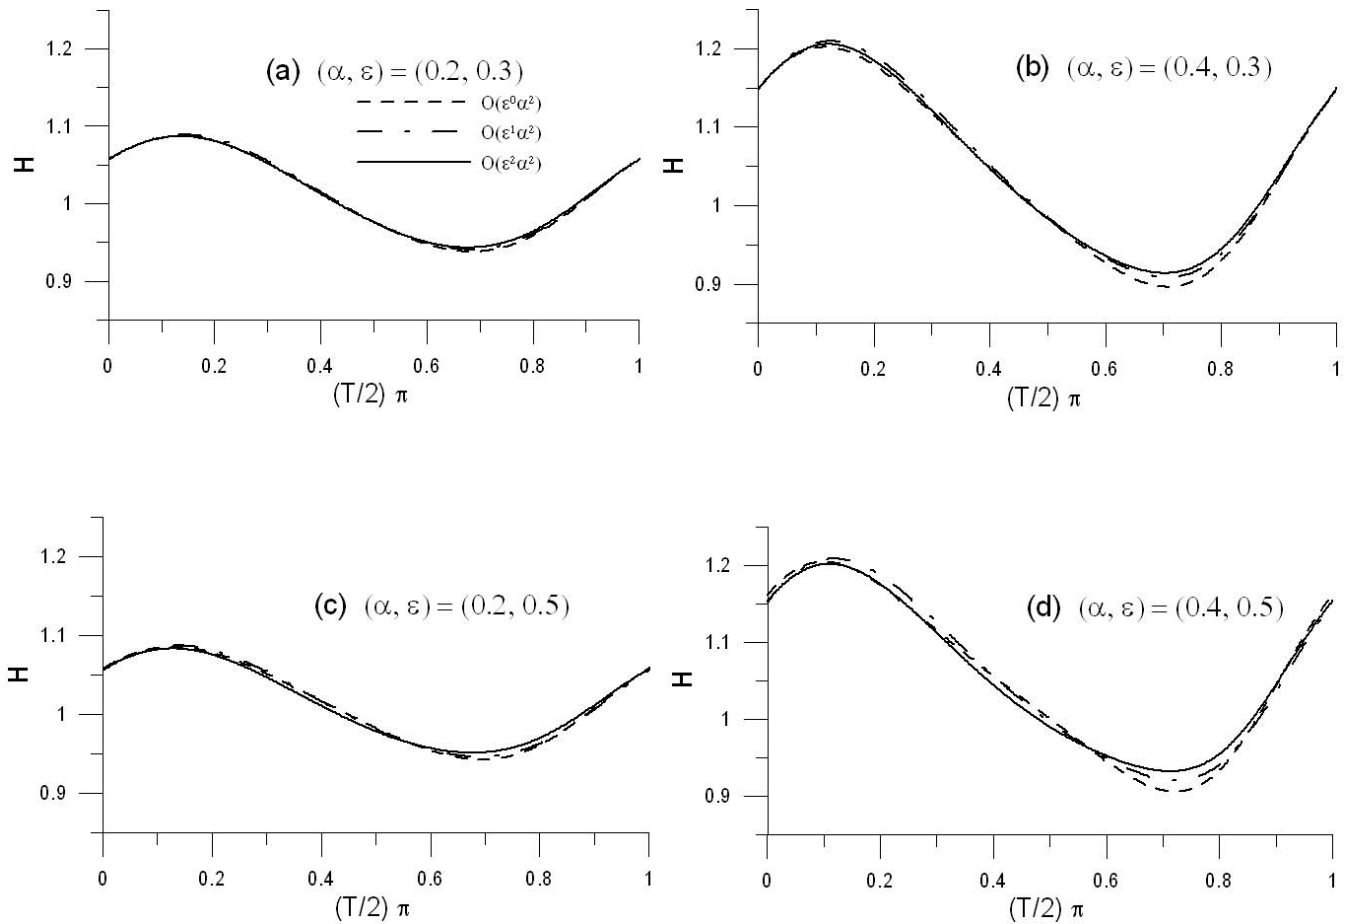 1.2
1.1
1
0.9
H
(a) (α, ε) = (0.2, 0.3)
O(ε⁰α²)
O(ε¹α²)
O(ε²α²)
0 0.2 0.4 0.6 0.8 1
(T/2) π
1.2
1.1
1
0.9
H
(b) (α, ε) = (0.4, 0.3)
0 0.2 0.4 0.6 0.8 1
(T/2) π
1.2
1.1
1
0.9
H
(c) (α, ε) = (0.2, 0.5)
0 0.2 0.4 0.6 0.8 1
(T/2) π
1.2
1.1
1
0.9
H
(d) (α, ε) = (0.4, 0.5)
0 0.2 0.4 0.6 0.8 1
(T/2) π